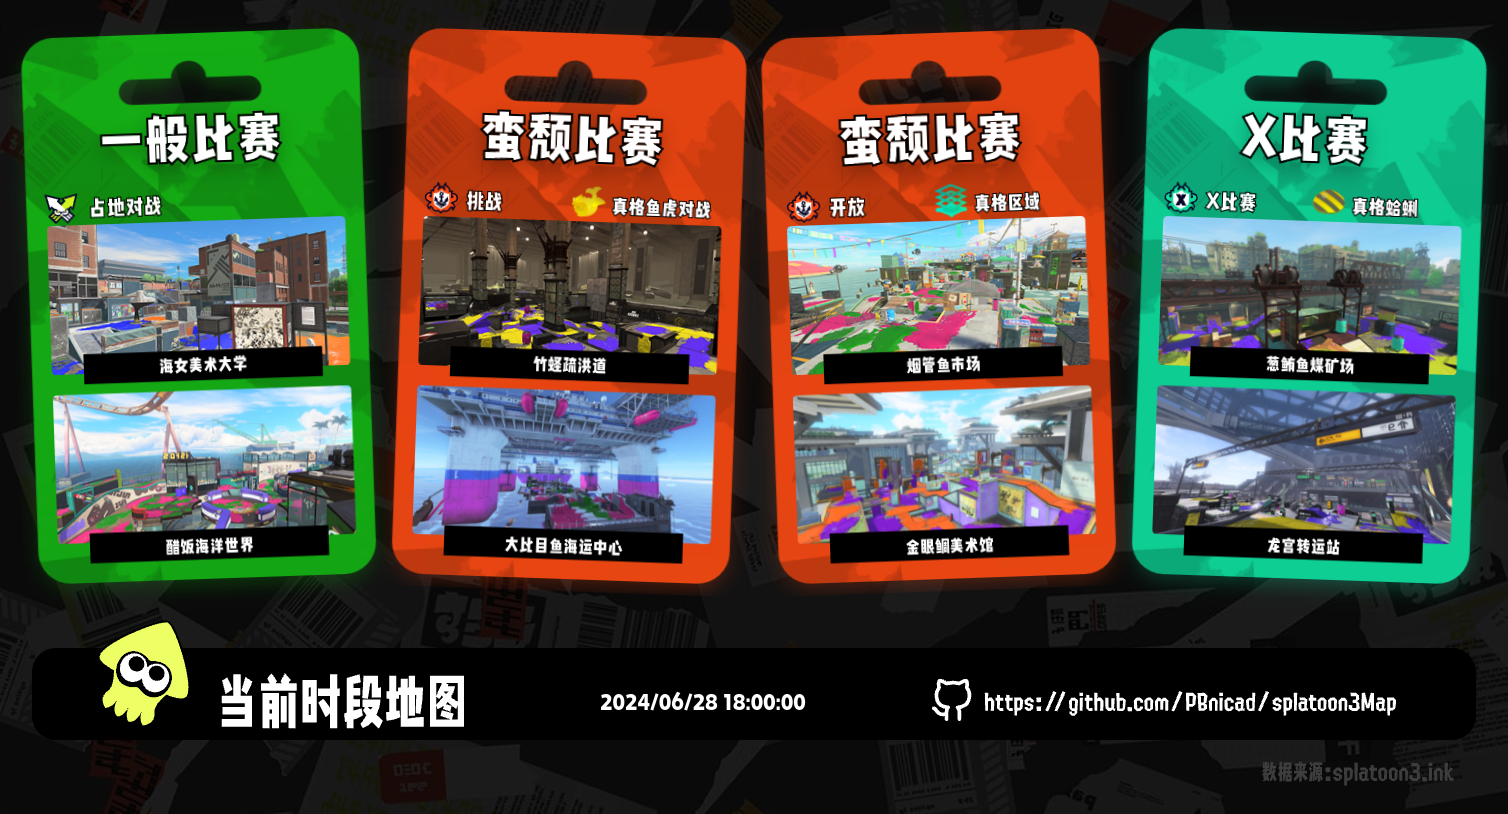 一般比赛
占地对战
海女美术大学
醋饭海洋世界
蛮颓比赛
挑战
真格鱼虎对战
竹蛏疏洪道
大比目鱼海运中心
蛮颓比赛
开放
真格区域
烟管鱼市场
金眼鲷美术馆
X比赛
X比赛
真格蛤蜊
葱鲔鱼煤矿场
龙宫转运站
当前时段地图
2024/06/28 18:00:00
https://github.com/PBnicad/splatoon3Map
数据来源:splatoon3.ink